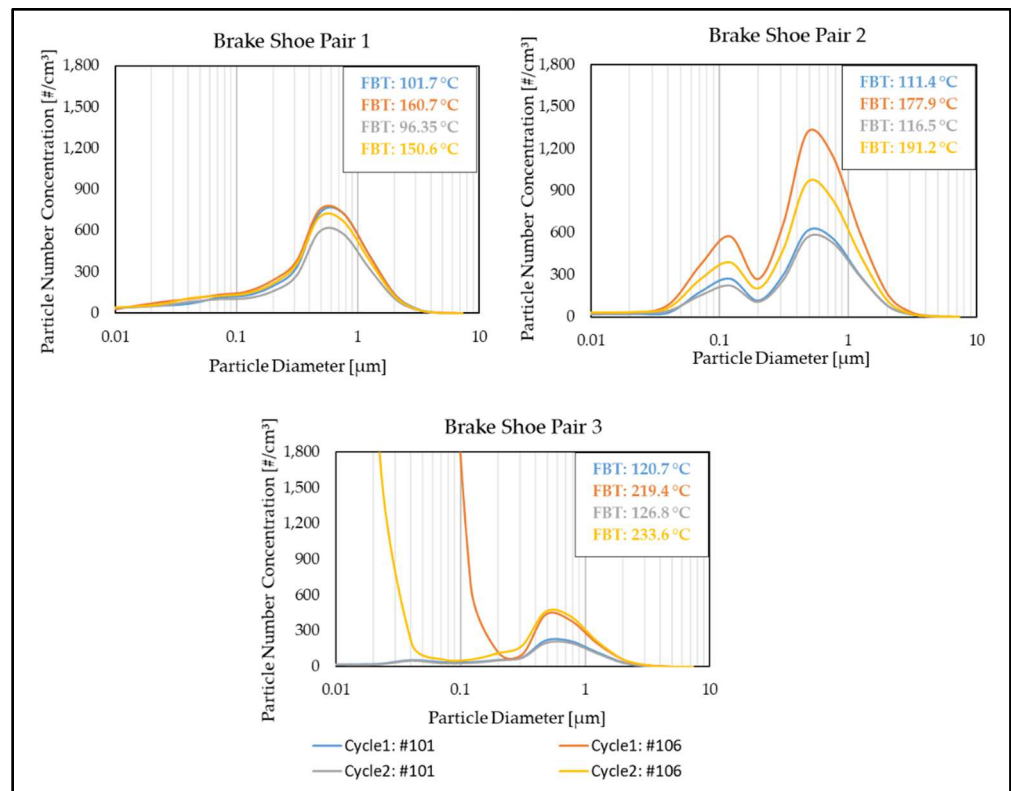 Brake Shoe Pair 1
Particle Number Concentration [#/cm³]
1,800
1,500
1,200
900
600
300
0
FBT: 101.7 °C
FBT: 160.7 °C
FBT: 96.35 °C
FBT: 150.6 °C
0.01
0.1
1
10
Particle Diameter [μm]
Brake Shoe Pair 2
Particle Number Concentration [#/cm³]
1,800
1,500
1,200
900
600
300
0
FBT: 111.4 °C
FBT: 177.9 °C
FBT: 116.5 °C
FBT: 191.2 °C
0.01
0.1
1
10
Particle Diameter [μm]
Brake Shoe Pair 3
Particle Number Concentration [#/cm³]
1,800
1,500
1,200
900
600
300
0
FBT: 120.7 °C
FBT: 219.4 °C
FBT: 126.8 °C
FBT: 233.6 °C
0.01
0.1
1
10
Particle Diameter [μm]
Cycle1: #101
Cycle1: #106
Cycle2: #101
Cycle2: #106